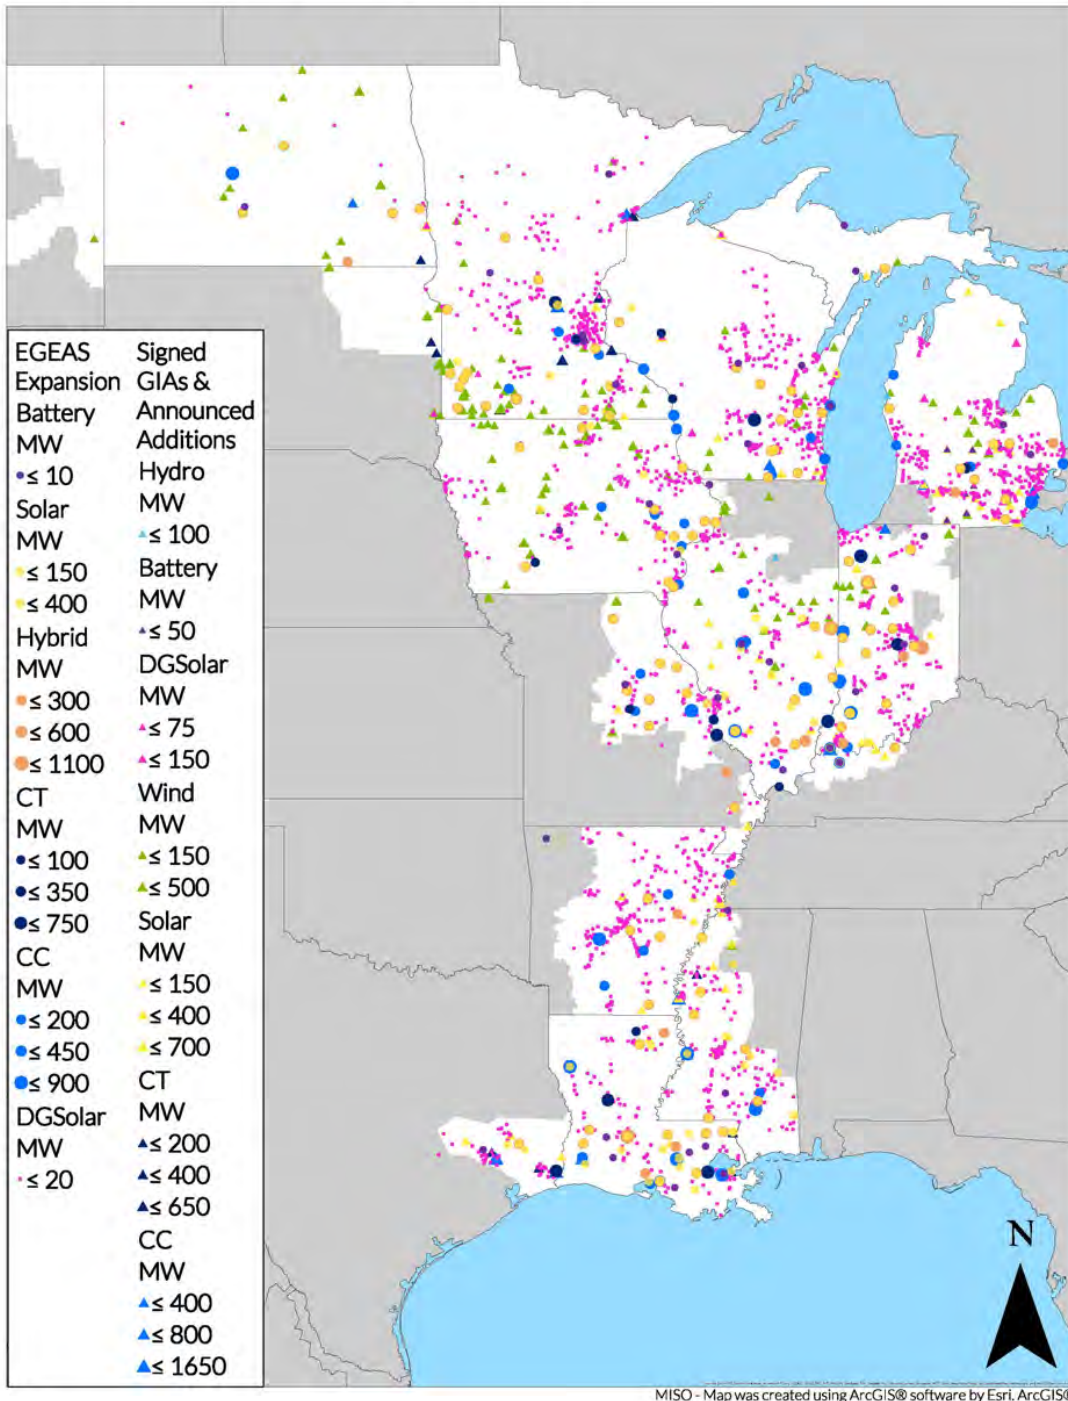 EGEAS
Expansion
Battery
MW
≤ 10
Solar
MW
≤ 150
≤ 400
Hybrid
MW
≤ 300
≤ 600
≤ 1100
CT
MW
≤ 100
≤ 350
≤ 750
CC
MW
≤ 200
≤ 450
≤ 900
DGSolar
MW
≤ 20
Signed
GIAs &
Announced
Additions
Hydro
MW
≤ 100
Battery
MW
≤ 50
DGSolar
MW
≤ 75
≤ 150
Wind
MW
≤ 150
≤ 500
Solar
MW
≤ 150
≤ 400
≤ 700
CT
MW
≤ 200
≤ 400
≤ 650
CC
MW
≤ 400
≤ 800
≤ 1650
N
MISO - Map was created using ArcGIS® software by Esri. ArcGIS®